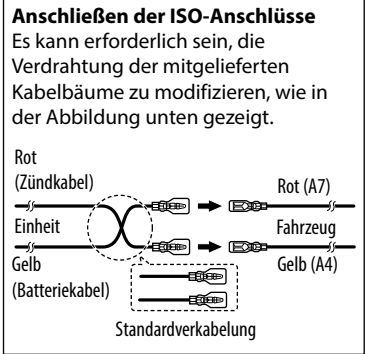 Anschließen der ISO-Anschlüsse
Es kann erforderlich sein, die
Verdrahtung der mitgelieferten
Kabelbäume zu modifizieren, wie in
der Abbildung unten gezeigt.
Rot
(Zündkabel)
Rot (A7)
Einheit
Fahrzeug
Gelb
(Batteriekabel)
Gelb (A4)
Standardverkabelung